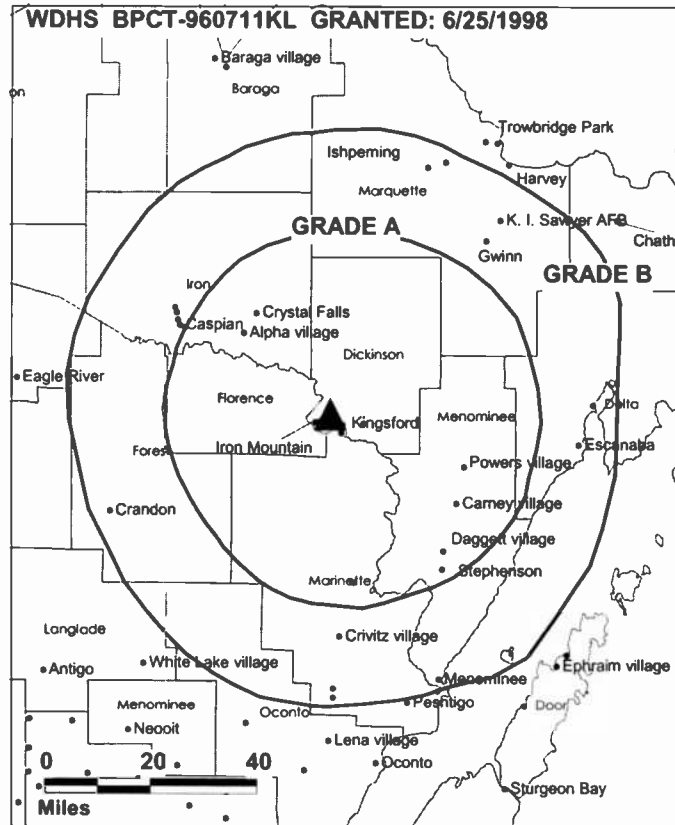 WDHS BPCT-960711KL GRANTED: 6/25/1998
Baraga village
Baraga
Trowbridge Park
Ishpeming
Harvey
Marquette
K. I. Sawyer AFB
GRADE A
Chath
Gwinn
GRADE B
Iron
Crystal Falls
Caspian
Alpha village
Dickinson
Eagle River
Florence
Delta
Kingsford
Menominee
Iron Mountain
Fores
Escanaba
Powers village
Crandon
Carney village
Daggett village
Stephenson
Marinette
Langlade
Crivitz village
Antigo
White Lake village
Ephraim village
Menominee
Menominee
Peshtigo
Door
Oconto
Neooit
Lena village
Oconto
0 20 40
Sturgeon Bay
Miles